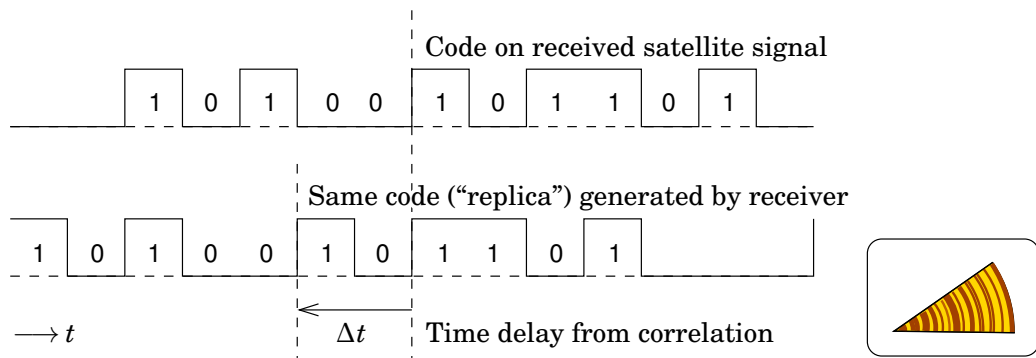 Code on received satellite signal
1 0 1 0 0 1 0 1 1 0 1
Same code (“replica”) generated by receiver
1 0 1 0 0 1 0 1 1 0 1
⟶ t Δt Time delay from correlation